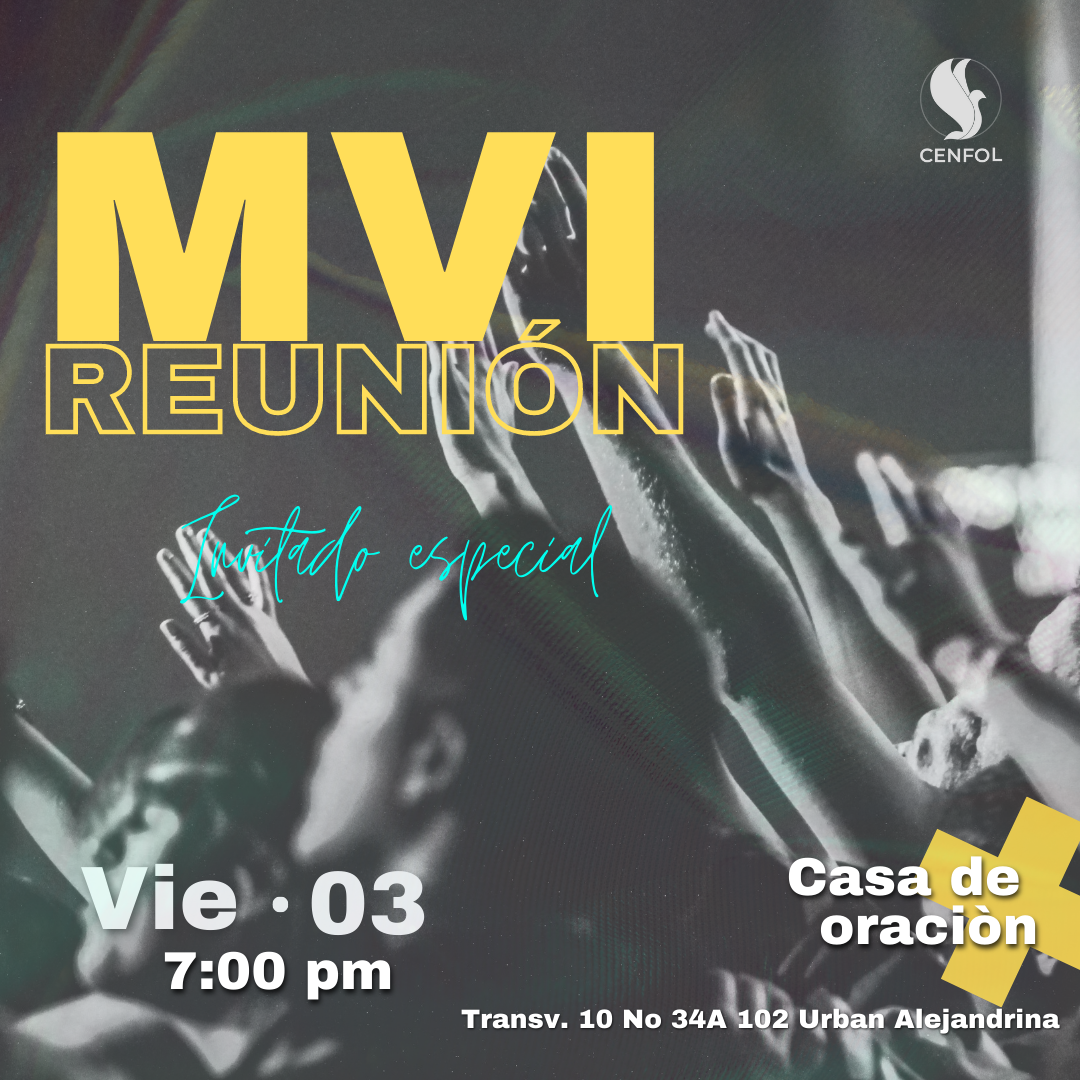 CENFOL
MVI
REUNIÓN
Invitado especial
Vie · 03
7:00 pm
Casa de
oraciòn
Transv. 10 No 34A 102 Urban Alejandrina